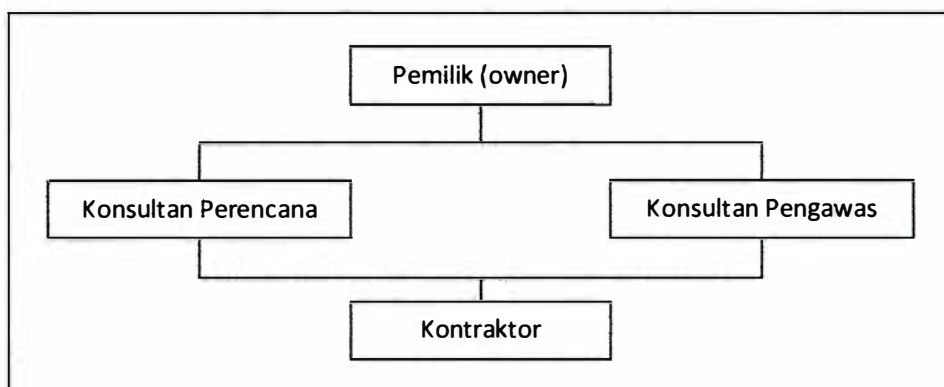 Pemilik (owner)
Konsultan Perencana
Konsultan Pengawas
Kontraktor